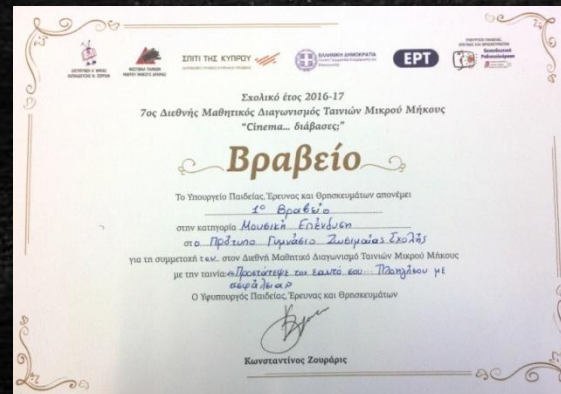 ΣΠΙΤΙ ΤΗΣ ΚΥΠΡΟΥ
ΕΛΛΗΝΙΚΗ ΔΗΜΟΚΡΑΤΙΑ
ΕΡΤ
Σχολικό έτος 2016-17
7ος Διεθνής Μαθητικός Διαγωνισμός Ταινιών Μικρού Μήκους
"Cinema... διάβασες;"
Βραβείο
Το Υπουργείο Παιδείας, Έρευνας και Θρησκευμάτων απονέμει
1ο Βραβείο
στην κατηγορία Μουσική Επένδυση
στο Πρότυπο Γυμνάσιο Ζωσιμαίας Σχολής
για τη συμμετοχή του στον Διεθνή Μαθητικό Διαγωνισμό Ταινιών Μικρού Μήκους
με την ταινία: «Προστάτεψε τον εαυτό σου... Πλοηγήσου με
ασφάλεια»
Ο Υφυπουργός Παιδείας, Έρευνας και Θρησκευμάτων
Κωνσταντίνος Ζουράρις